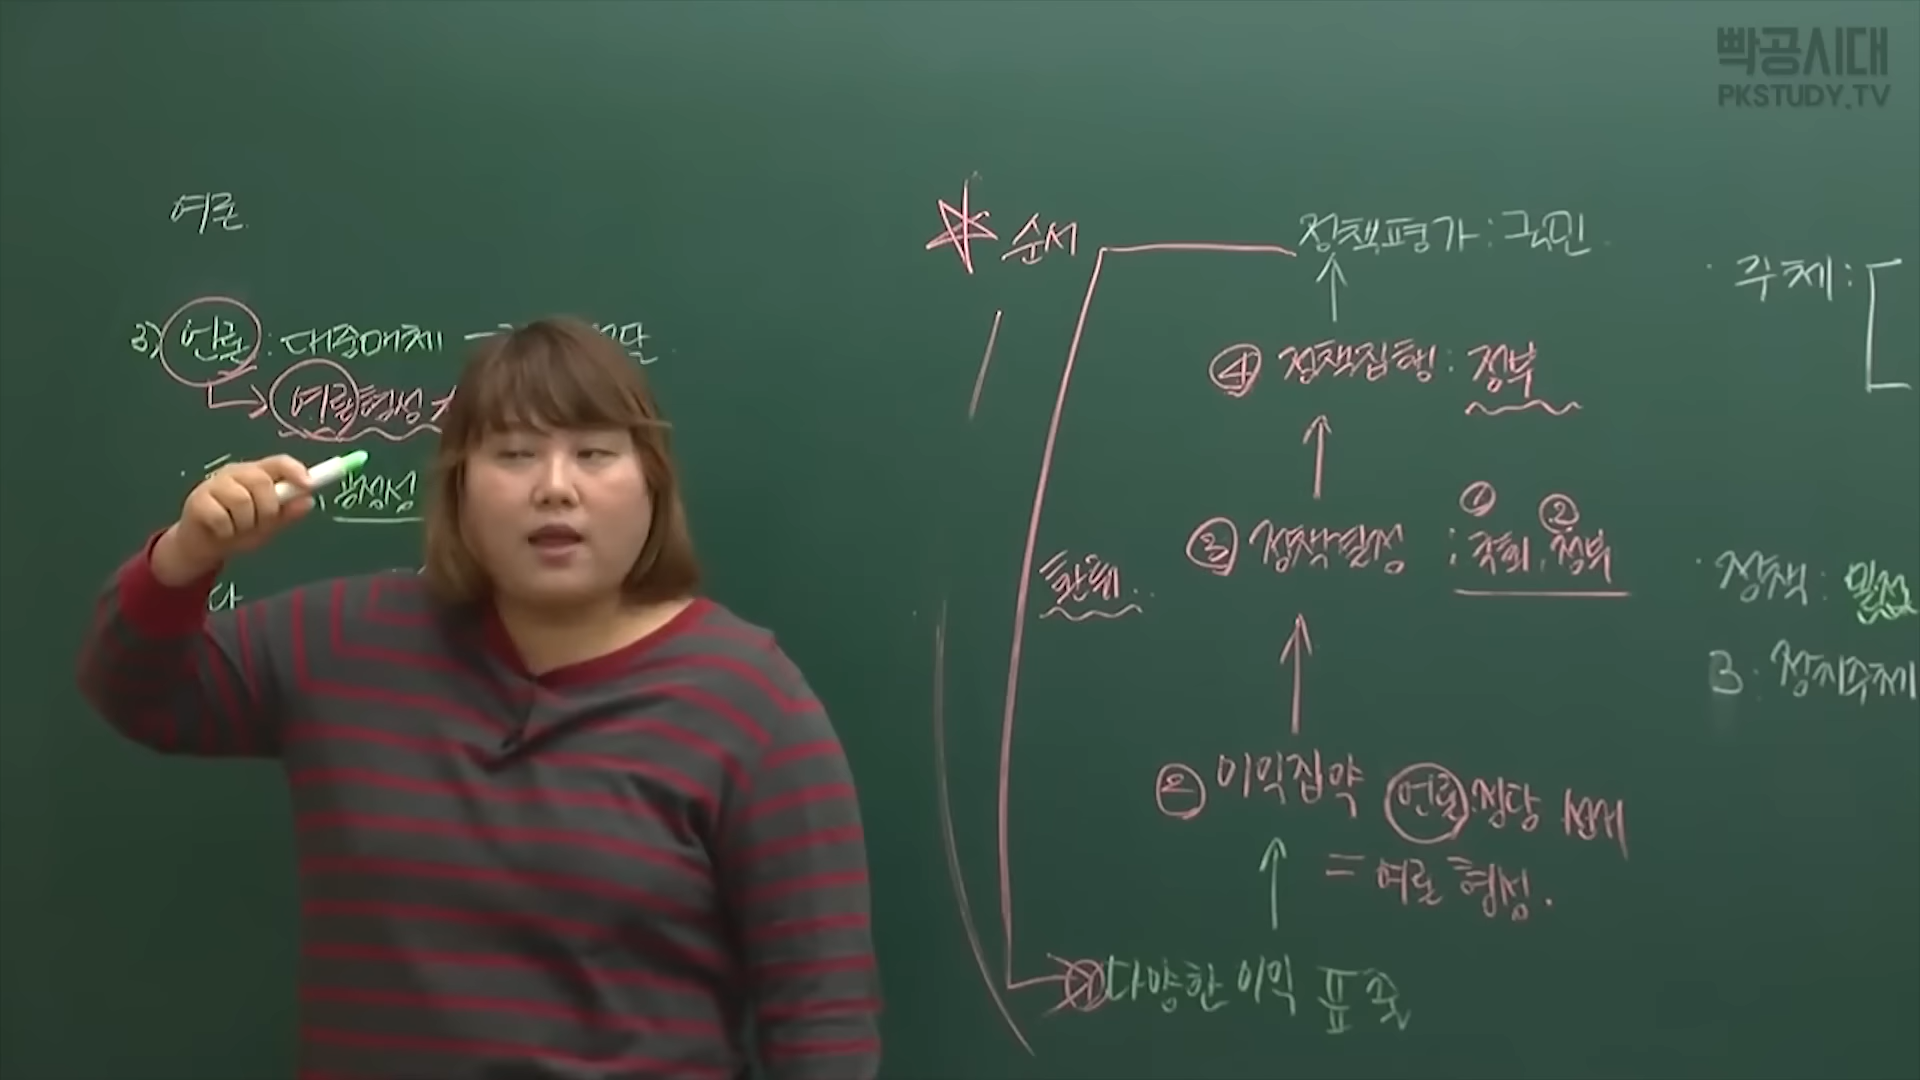 빡공시대
PKSTUDY.TV
여론
3) 언론 : 대중매체
여론형성
공정성
다
순서
정책평가 : 국민
④ 정책집행 : 정부
① ②
③ 정책결정 : 국회, 정부
환류..
② 이익집약 언론, 정당
= 여론 형성.
① 다양한 이익 표출
주체 :
정책 :
B : 정치주체